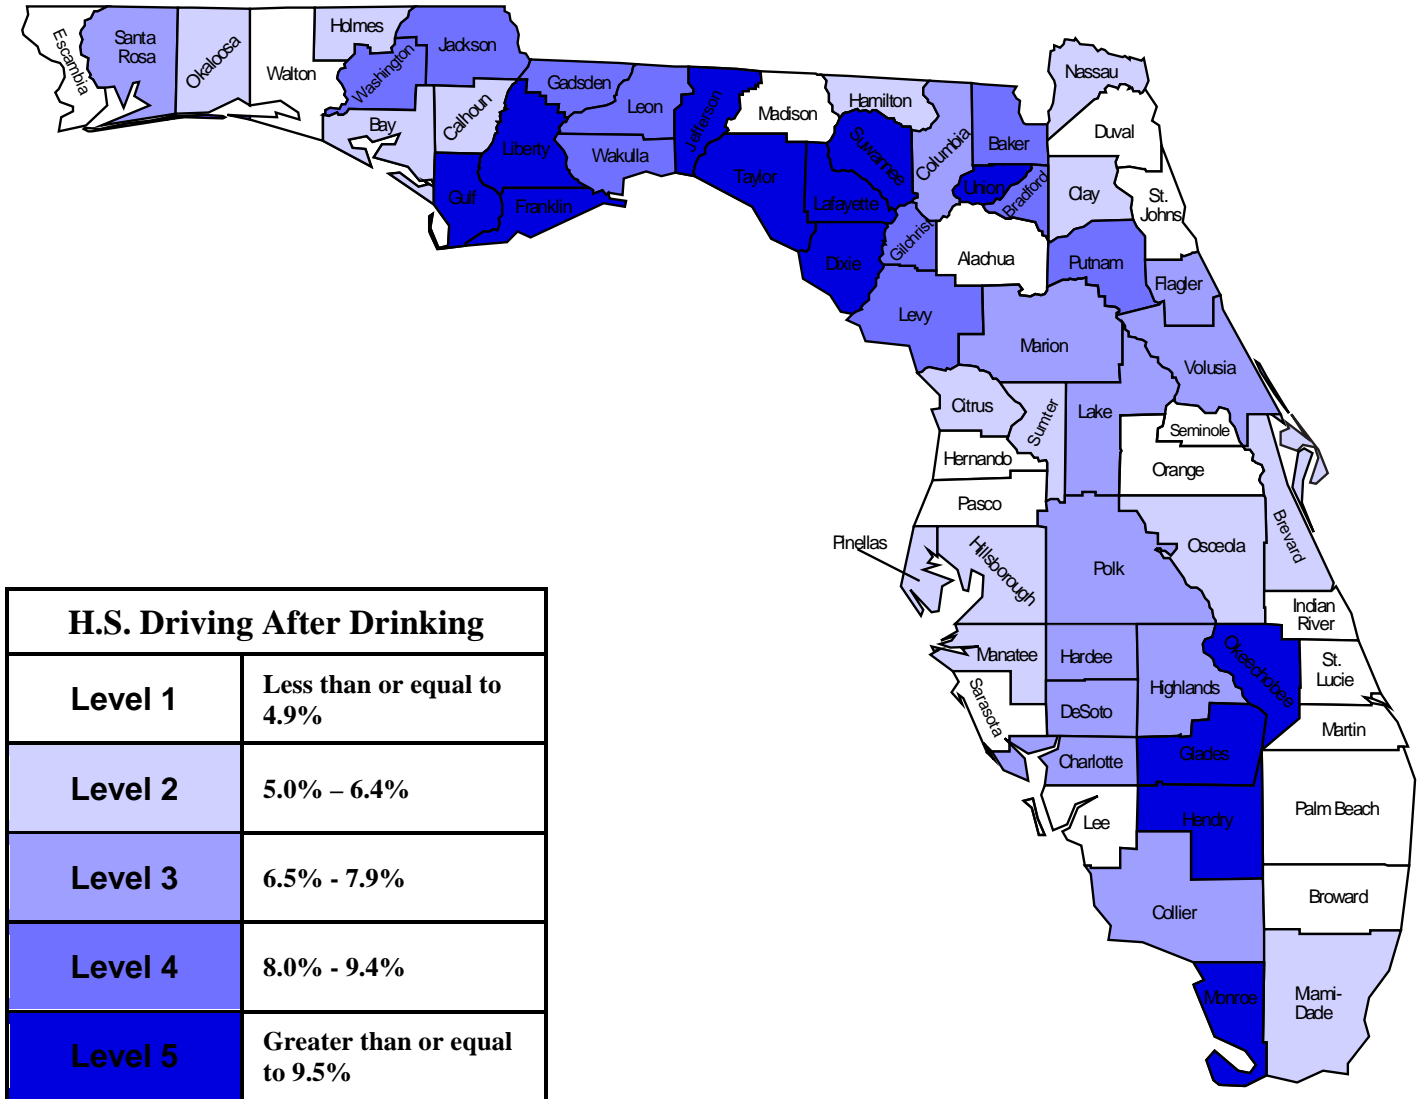 Escambia
Santa
Rosa
Okaloosa
Walton
Holmes
Washington
Jackson
Bay
Calhoun
Gulf
Liberty
Franklin
Gadsden
Leon
Wakulla
Jefferson
Madison
Taylor
Hamilton
Suwannee
Lafayette
Dixie
Columbia
Gilchrist
Levy
Baker
Union
Bradford
Alachua
Nassau
Duval
Clay
St.
Johns
Putnam
Flagler
Marion
Volusia
Citrus
Sumter
Lake
Seminole
Orange
Hernando
Pasco
Pinellas
Hillsborough
Polk
Osceola
Brevard
Indian
River
Manatee
Hardee
Highlands
Okeechobee
St.
Lucie
Sarasota
DeSoto
Martin
Charlotte
Glades
Lee
Hendry
Palm Beach
Collier
Broward
Monroe
Miami-
Dade
H.S. Driving After Drinking
Level 1
Less than or equal to
4.9%
Level 2
5.0% – 6.4%
Level 3
6.5% - 7.9%
Level 4
8.0% - 9.4%
Level 5
Greater than or equal
to 9.5%